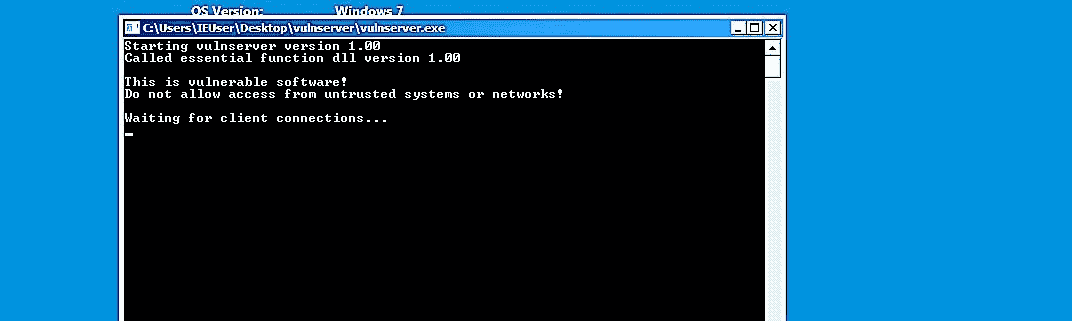 OS Version: Windows 7
C:\Users\IEUser\Desktop\vulnserver\vulnserver.exe
Starting vulnserver version 1.00
Called essential function dll version 1.00
This is vulnerable software!
Do not allow access from untrusted systems or networks!
Waiting for client connections...